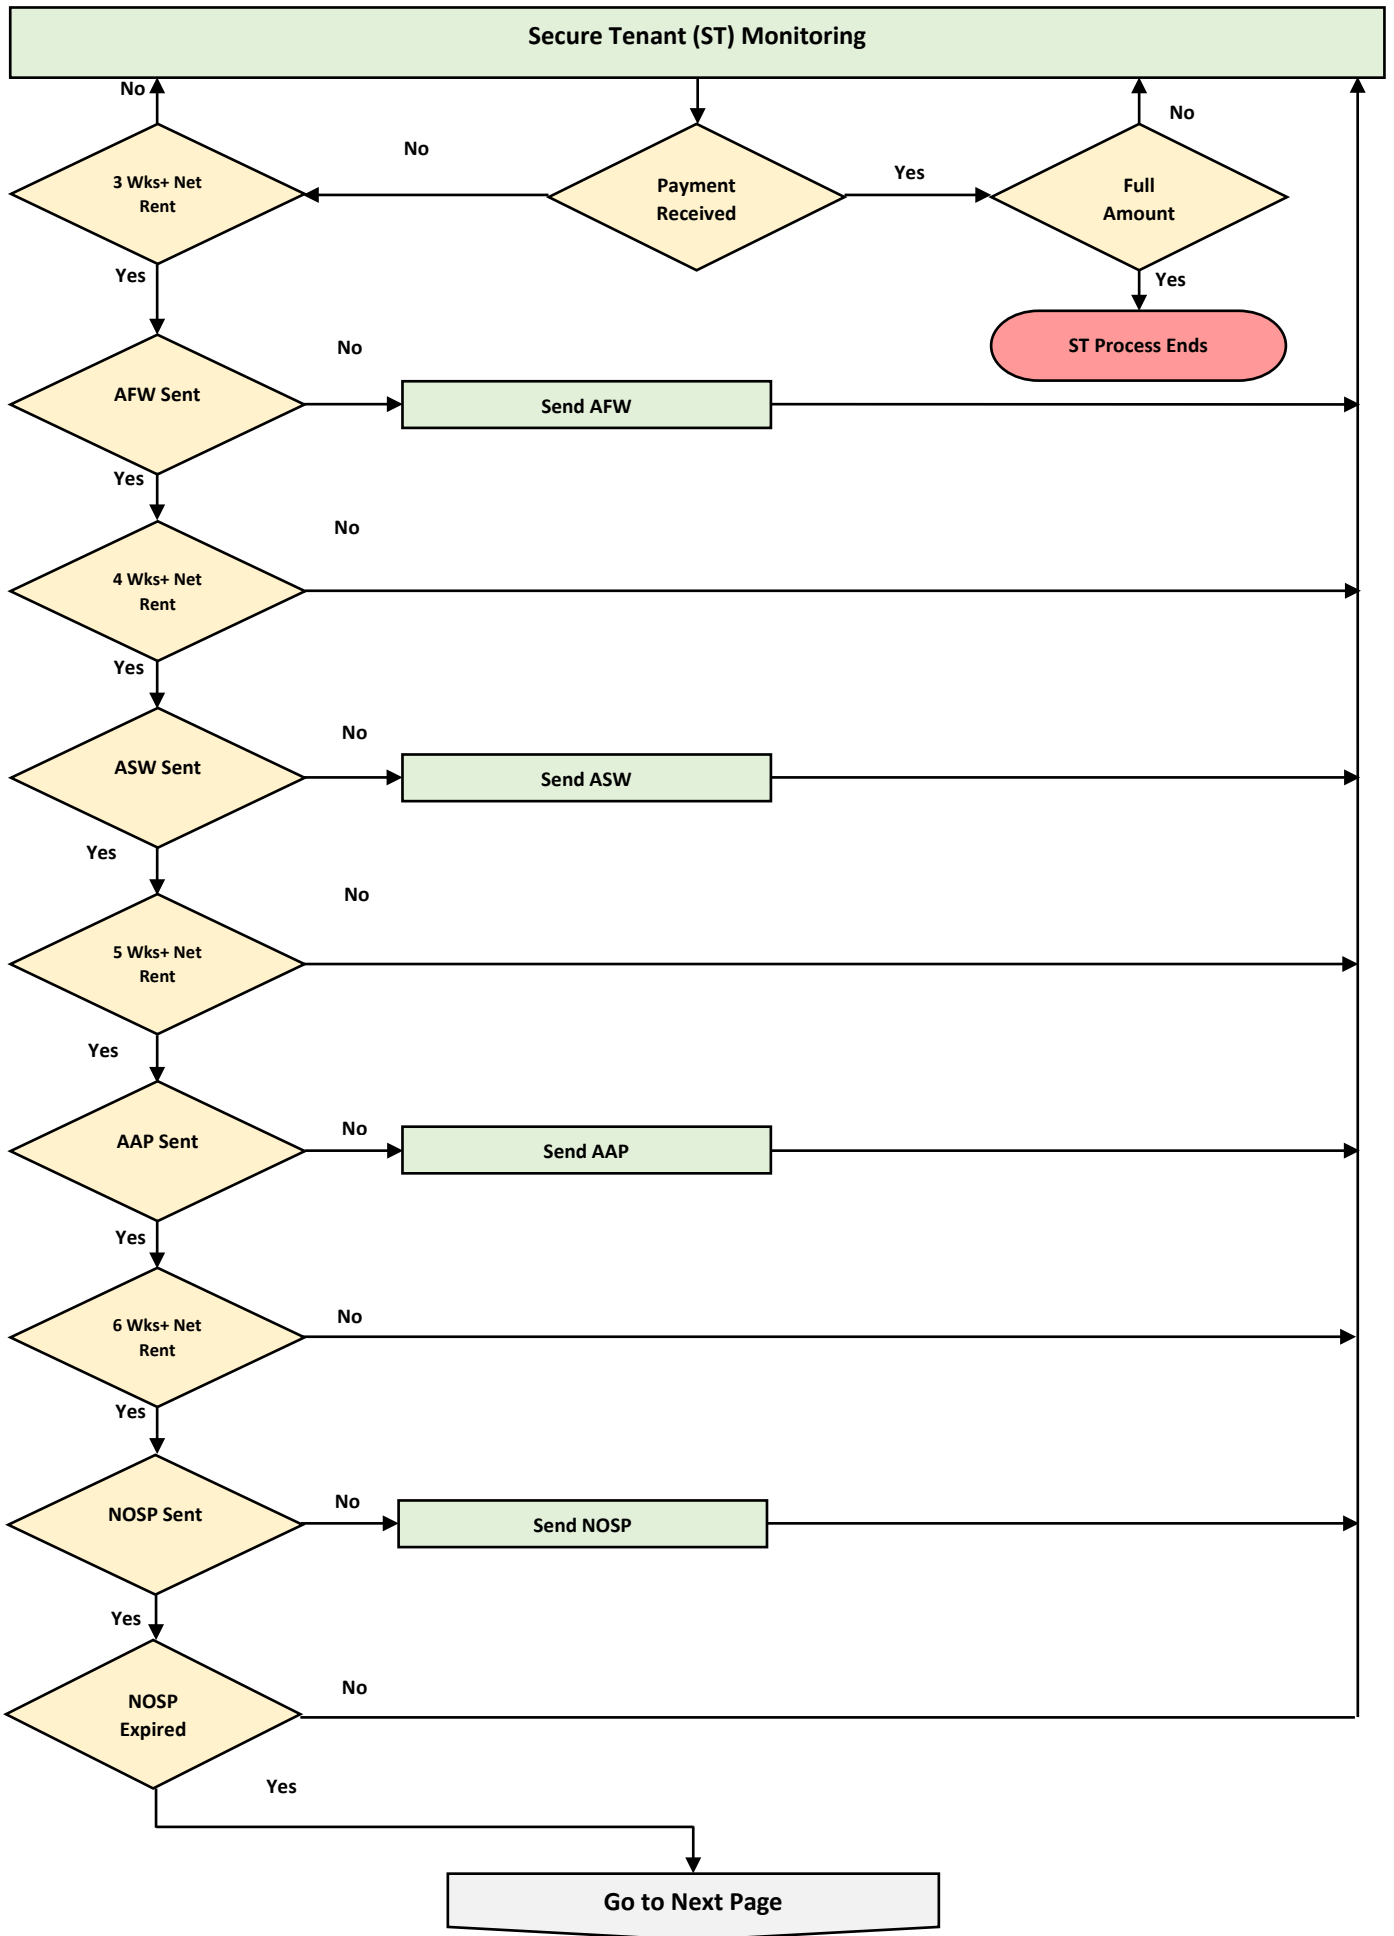 Secure Tenant (ST) Monitoring
No
No
No
3 Wks+ Net
Rent
Payment
Received
Yes
Full
Amount
Yes
Yes
ST Process Ends
No
AFW Sent
Send AFW
Yes
No
4 Wks+ Net
Rent
Yes
No
ASW Sent
Send ASW
Yes
No
5 Wks+ Net
Rent
Yes
No
AAP Sent
Send AAP
Yes
No
6 Wks+ Net
Rent
Yes
No
NOSP Sent
Send NOSP
Yes
No
NOSP
Expired
Yes
Go to Next Page